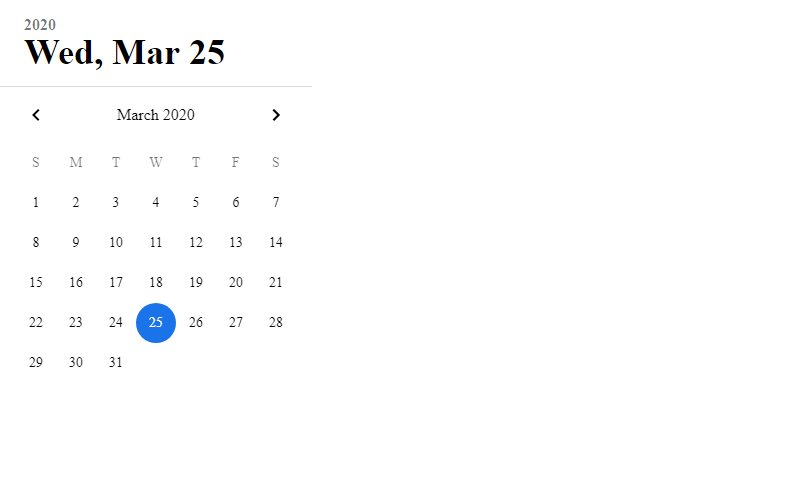 2020
Wed, Mar 25
March 2020
S M T W T F S
1 2 3 4 5 6 7
8 9 10 11 12 13 14
15 16 17 18 19 20 21
22 23 24 25 26 27 28
29 30 31